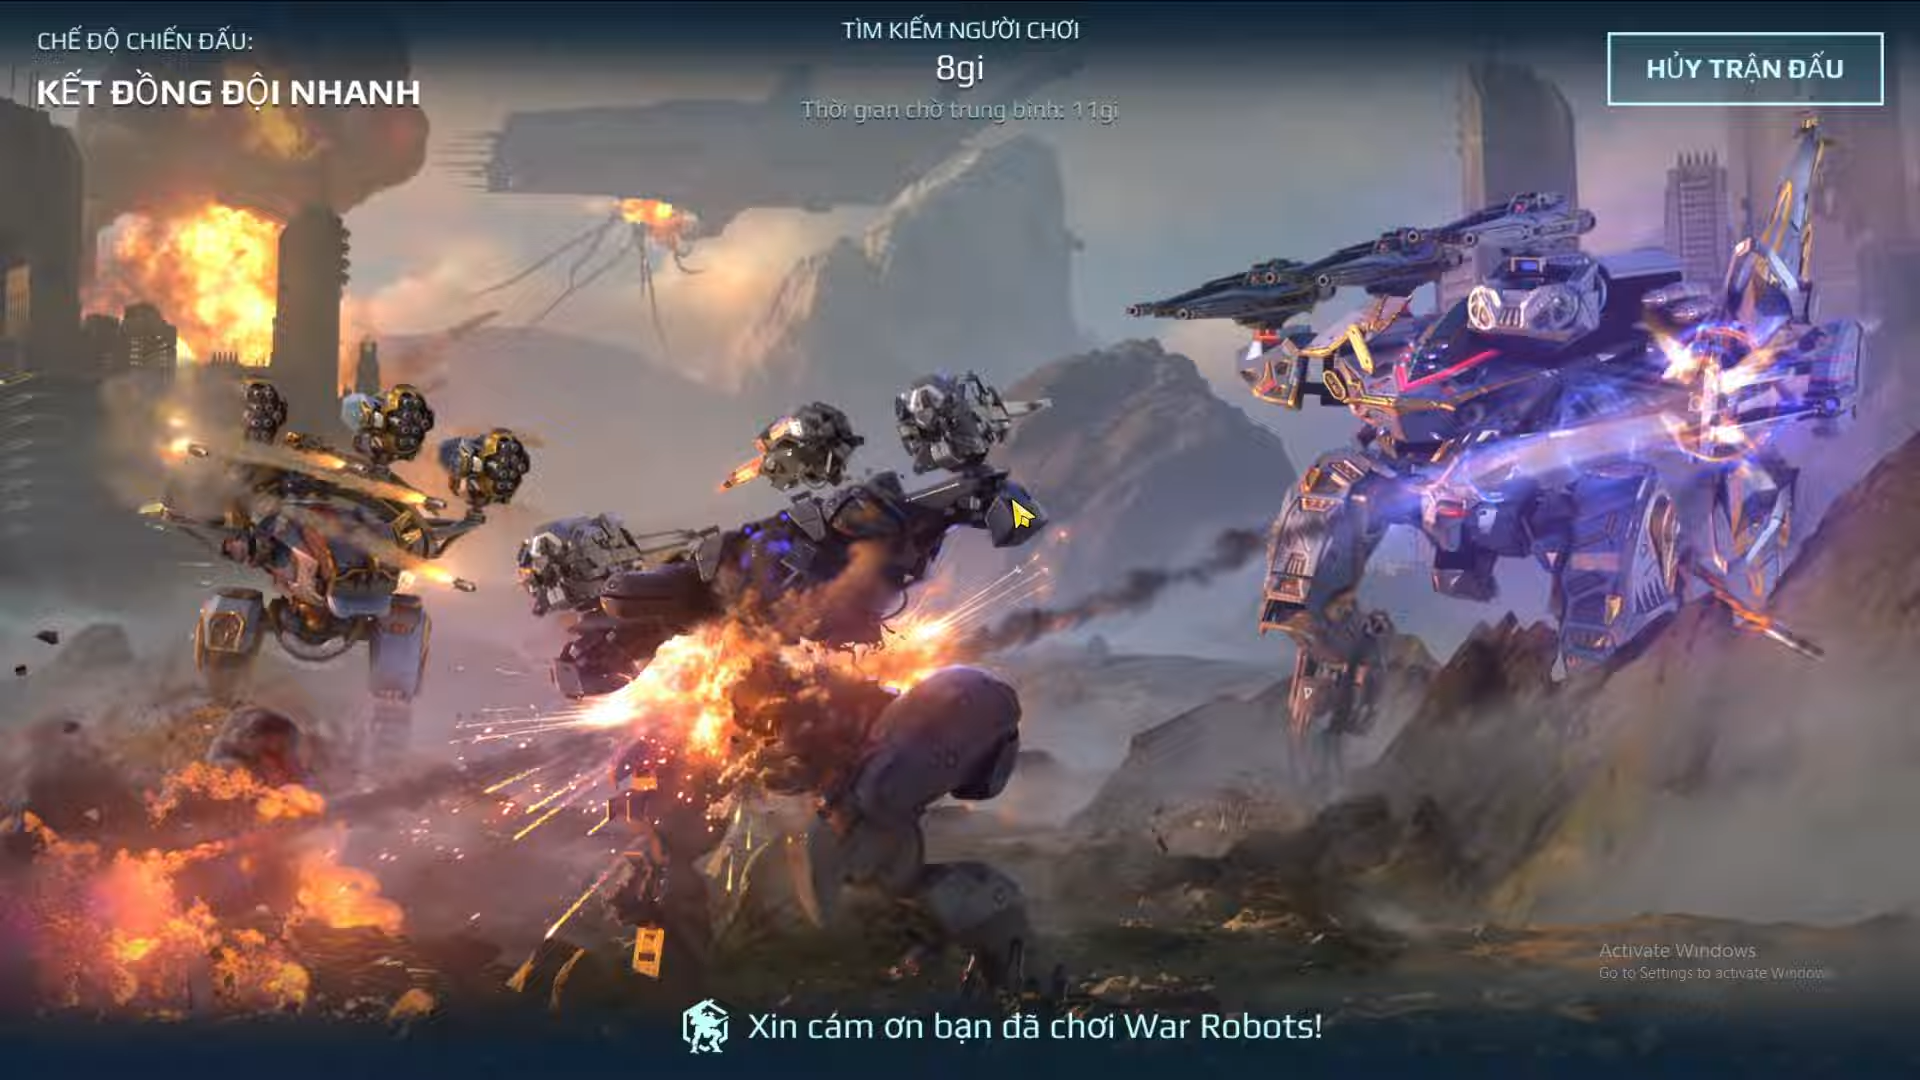 CHẾ ĐỘ CHIẾN ĐẤU:
KẾT ĐỒNG ĐỘI NHANH
TÌM KIẾM NGƯỜI CHƠI
8gi
Thời gian chờ trung bình: 11gi
HỦY TRẬN ĐẤU
Activate Windows
Go to Settings to activate Windows
Xin cám ơn bạn đã chơi War Robots!